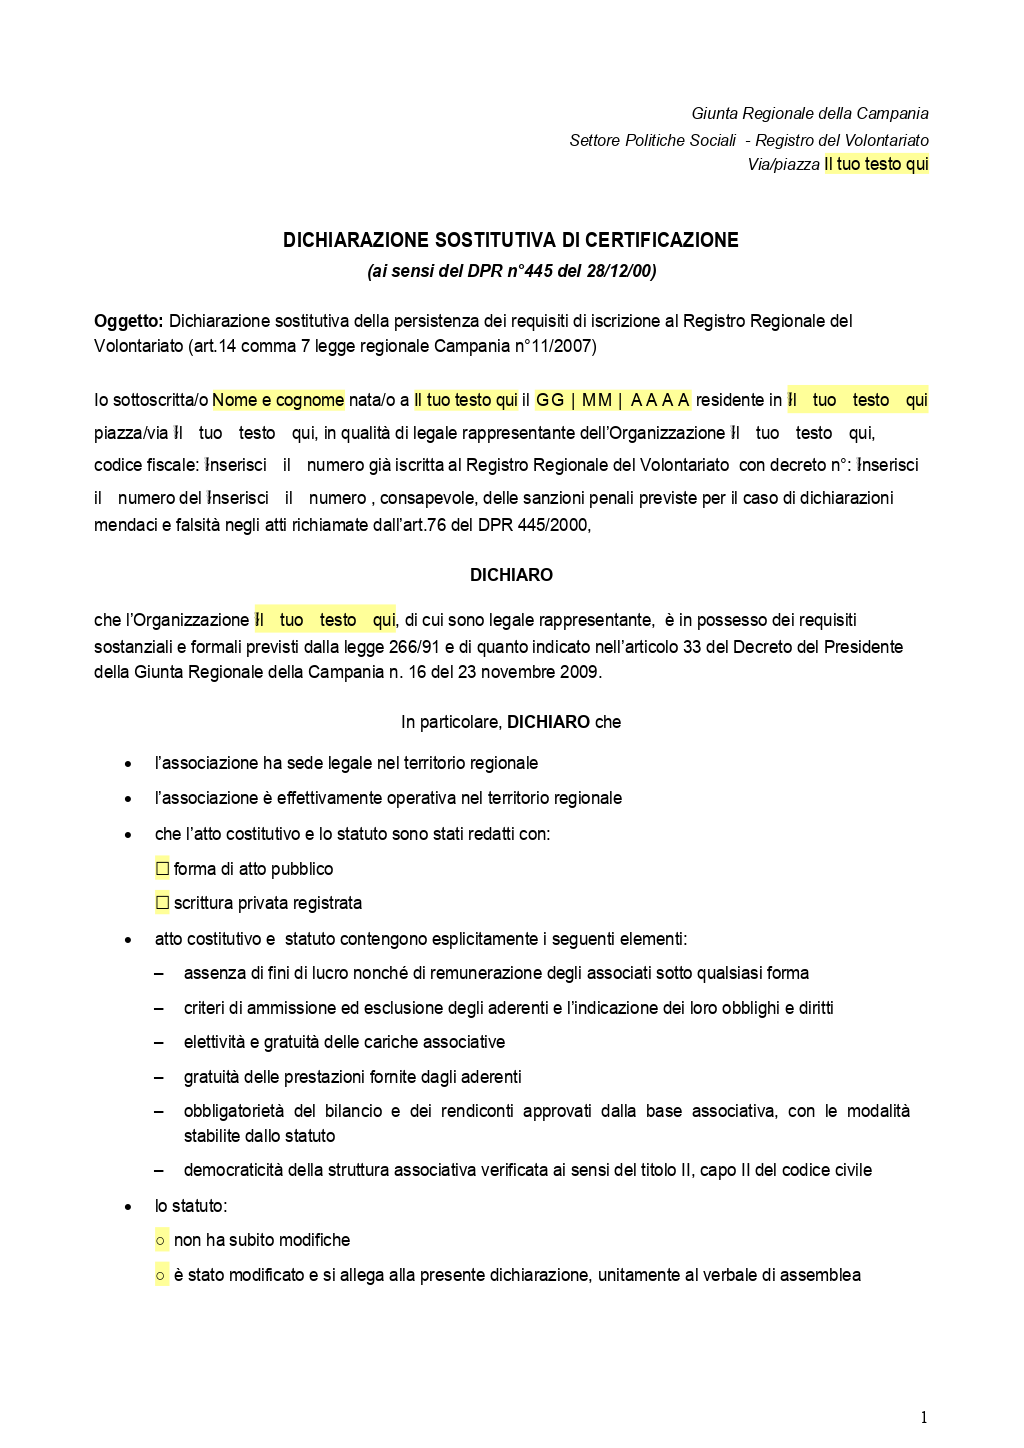 Giunta Regionale della Campania
Settore Politiche Sociali - Registro del Volontariato
Via/piazza Il tuo testo qui
DICHIARAZIONE SOSTITUTIVA DI CERTIFICAZIONE
(ai sensi del DPR n°445 del 28/12/00)
Oggetto: Dichiarazione sostitutiva della persistenza dei requisiti di iscrizione al Registro Regionale del
Volontariato (art.14 comma 7 legge regionale Campania n°11/2007)
Io sottoscritta/o Nome e cognome nata/o a Il tuo testo qui il GG | MM | AAAA residente in Il tuo testo qui
piazza/via Il tuo testo qui, in qualità di legale rappresentante dell’Organizzazione Il tuo testo qui,
codice fiscale: Inserisci il numero già iscritta al Registro Regionale del Volontariato con decreto n°: Inserisci
il numero del Inserisci il numero , consapevole, delle sanzioni penali previste per il caso di dichiarazioni
mendaci e falsità negli atti richiamate dall’art.76 del DPR 445/2000,
DICHIARO
che l’Organizzazione Il tuo testo qui, di cui sono legale rappresentante, è in possesso dei requisiti
sostanziali e formali previsti dalla legge 266/91 e di quanto indicato nell’articolo 33 del Decreto del Presidente
della Giunta Regionale della Campania n. 16 del 23 novembre 2009.
In particolare, DICHIARO che
• l’associazione ha sede legale nel territorio regionale
• l’associazione è effettivamente operativa nel territorio regionale
• che l’atto costitutivo e lo statuto sono stati redatti con:
☐ forma di atto pubblico
☐ scrittura privata registrata
• atto costitutivo e statuto contengono esplicitamente i seguenti elementi:
– assenza di fini di lucro nonché di remunerazione degli associati sotto qualsiasi forma
– criteri di ammissione ed esclusione degli aderenti e l’indicazione dei loro obblighi e diritti
– elettività e gratuità delle cariche associative
– gratuità delle prestazioni fornite dagli aderenti
– obbligatorietà del bilancio e dei rendiconti approvati dalla base associativa, con le modalità
stabilite dallo statuto
– democraticità della struttura associativa verificata ai sensi del titolo II, capo II del codice civile
• lo statuto:
○ non ha subito modifiche
○ è stato modificato e si allega alla presente dichiarazione, unitamente al verbale di assemblea
1